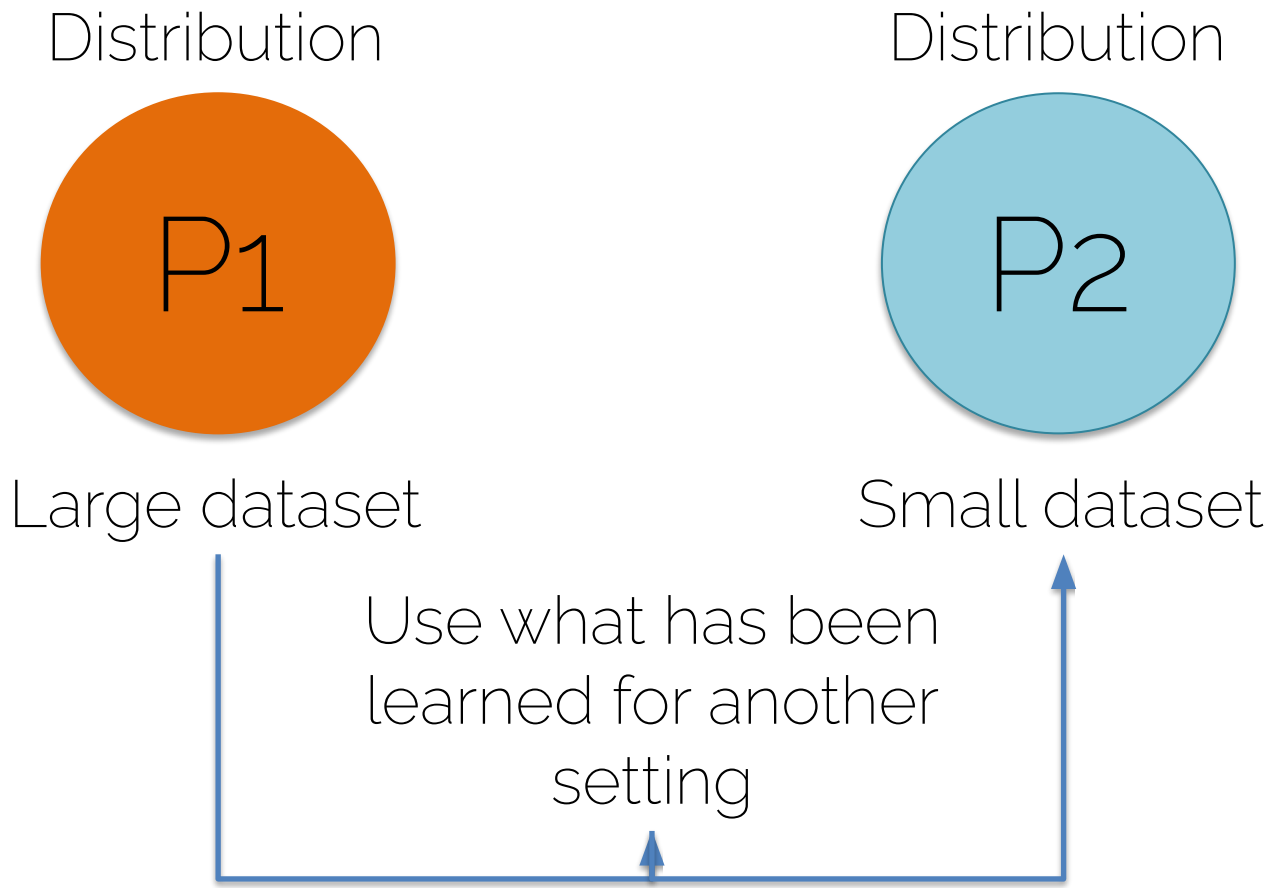 Distribution
Distribution
P1
P2
Large dataset
Small dataset
Use what has been
learned for another
setting